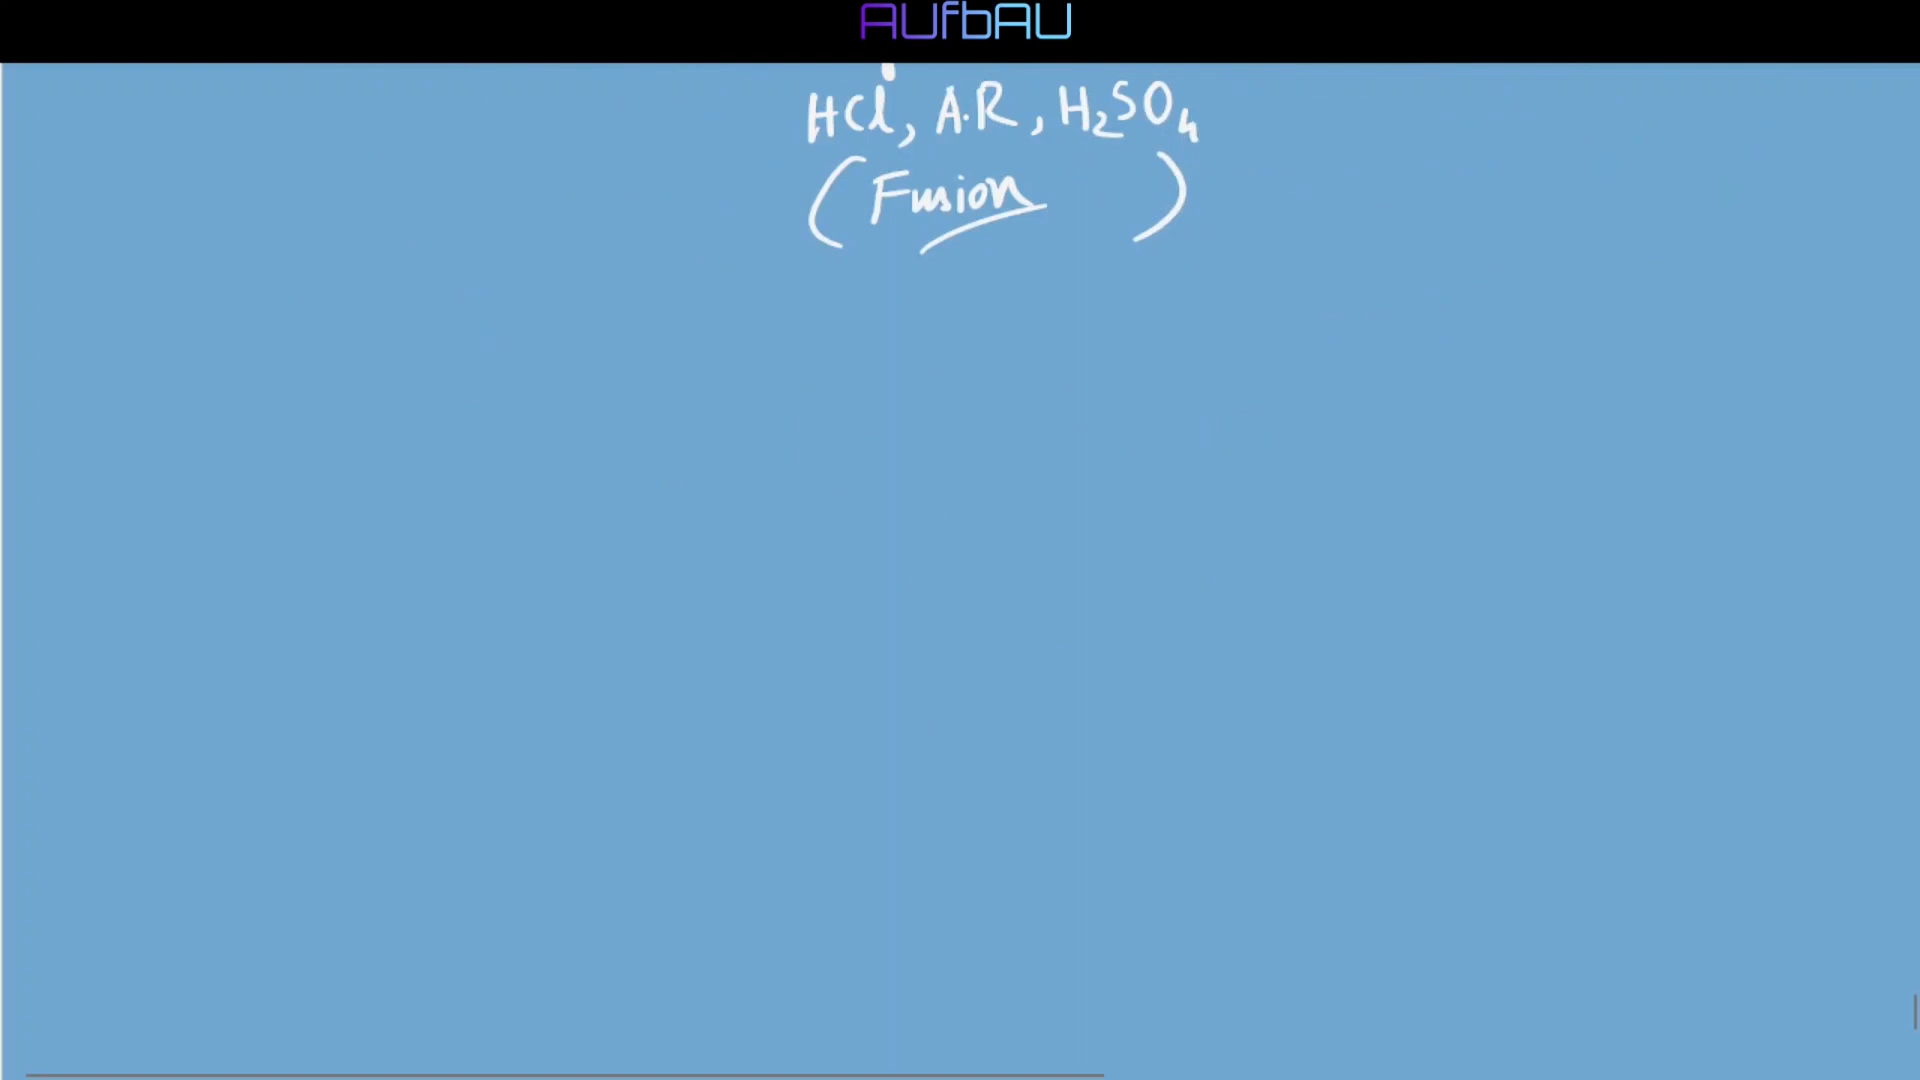 AUFBAU
HCl, A.R, H₂SO₄
(Fusion )